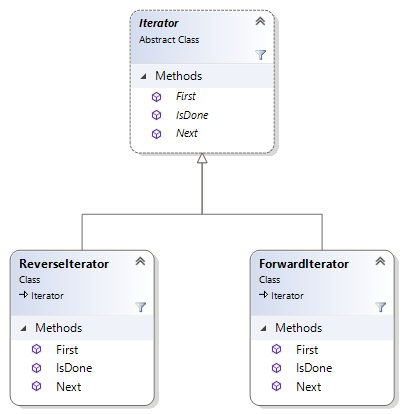 Iterator
Abstract Class
Methods
First
IsDone
Next
ReverseIterator
Class
Iterator
Methods
First
IsDone
Next
ForwardIterator
Class
Iterator
Methods
First
IsDone
Next